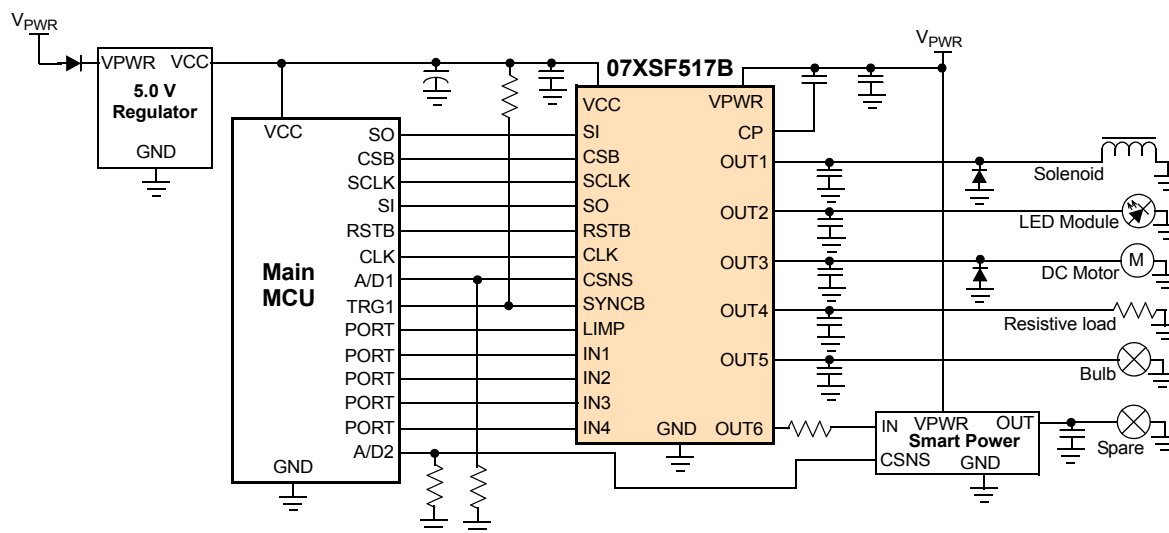 VPWR
VPWR VCC
5.0 V
Regulator
GND
VCC
Main
MCU
GND
SO
CSB
SCLK
SI
RSTB
CLK
A/D1
TRG1
PORT
PORT
PORT
PORT
PORT
A/D2
07XSF517B
VCC
SI
CSB
SCLK
SO
RSTB
CLK
CSNS
SYNCB
LIMP
IN1
IN2
IN3
IN4
GND
VPWR
CP
OUT1
OUT2
OUT3
OUT4
OUT5
OUT6
VPWR
Solenoid
LED Module
M
DC Motor
Resistive load
Bulb
IN VPWR OUT
Smart Power
CSNS GND
Spare